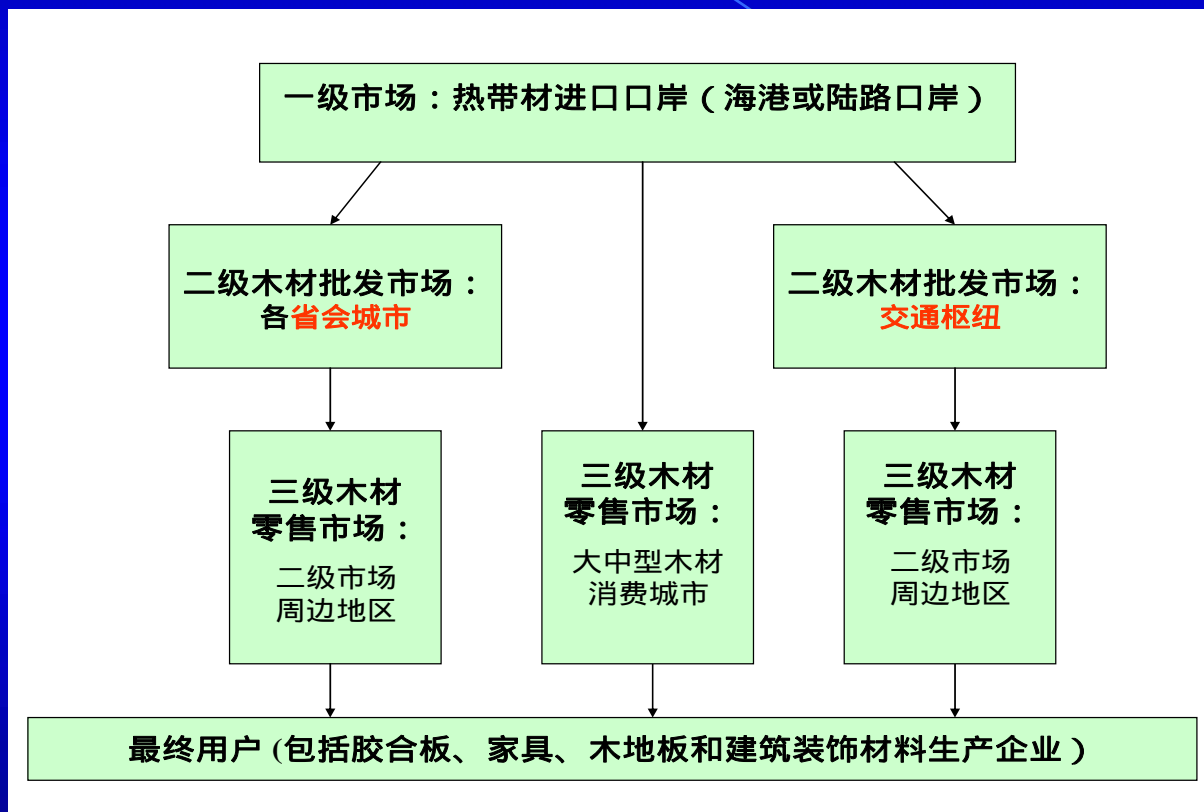 一级市场：热带材进口口岸（海港或陆路口岸）
二级木材批发市场：
各省会城市
二级木材批发市场：
交通枢纽
三级木材
零售市场：
二级市场
周边地区
三级木材
零售市场：
大中型木材
消费城市
三级木材
零售市场：
二级市场
周边地区
最终用户(包括胶合板、家具、木地板和建筑装饰材料生产企业）